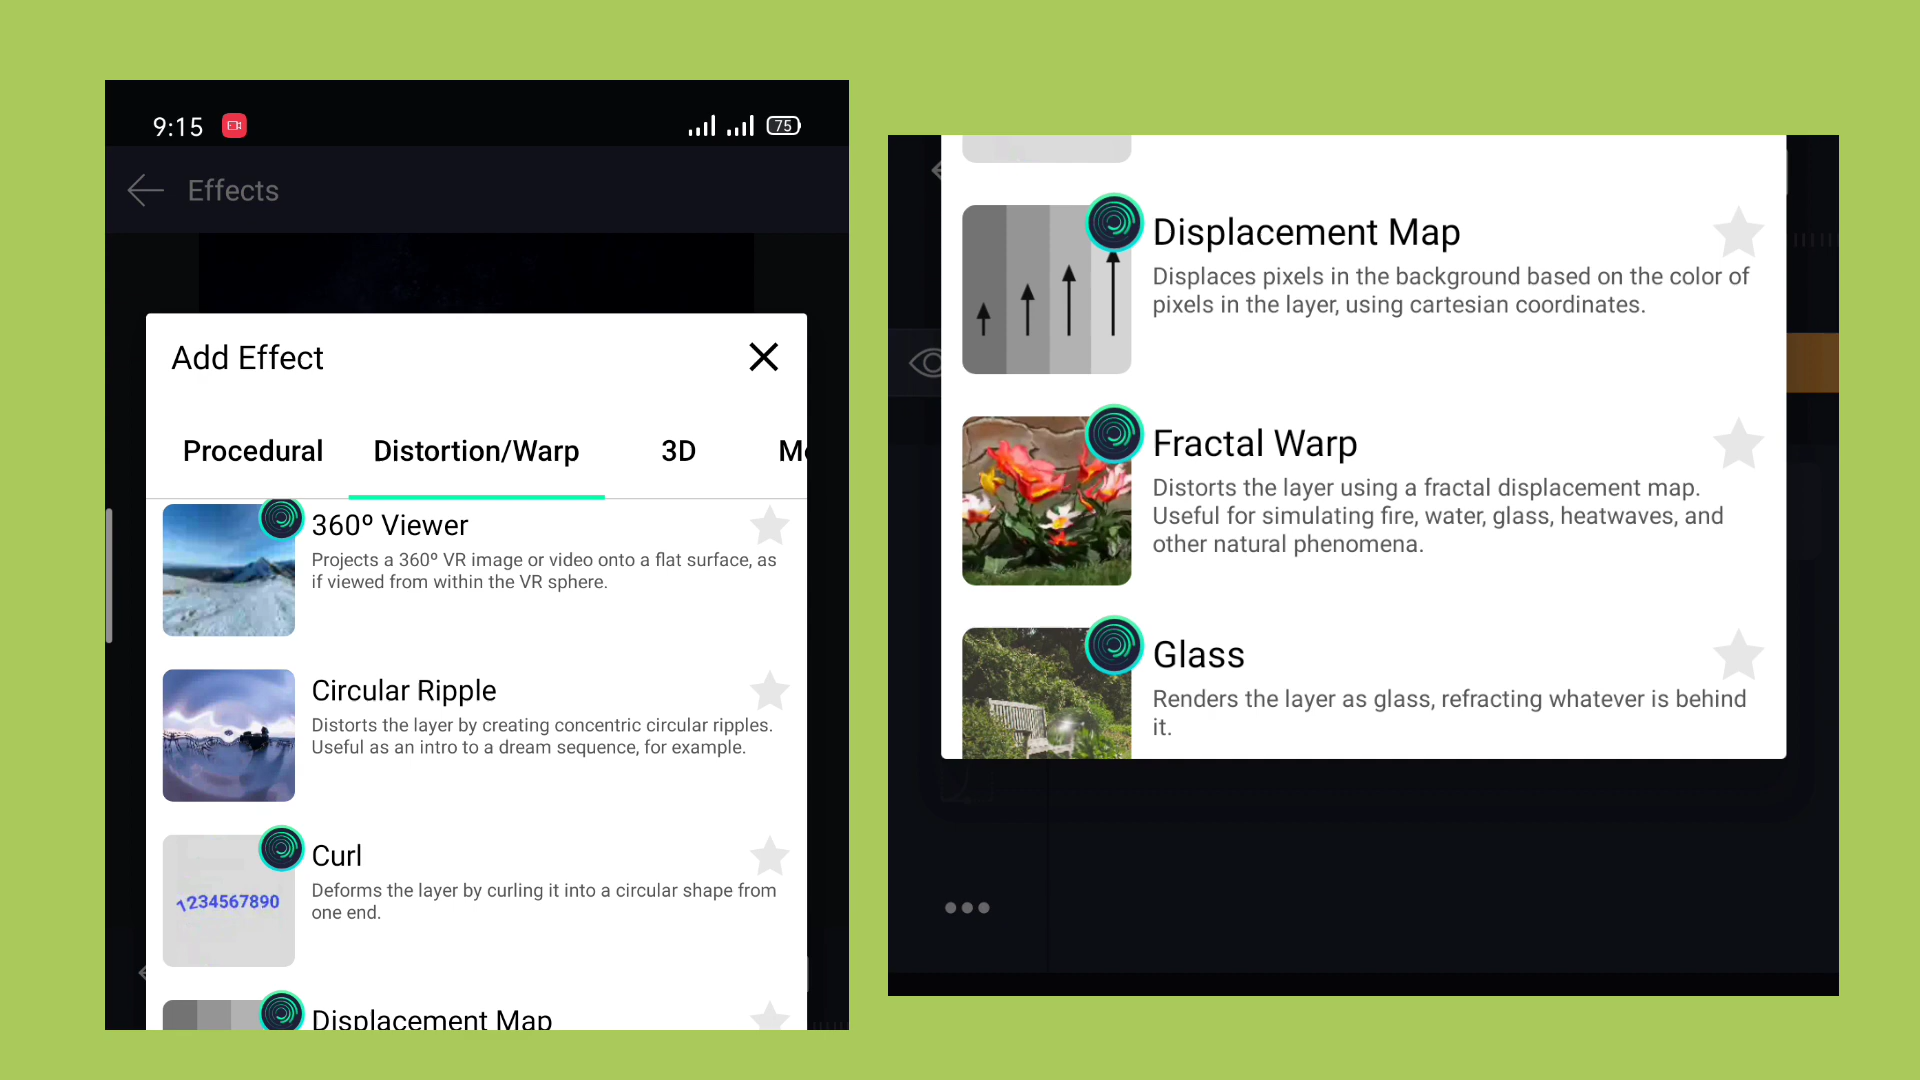 9:15
75
Effects
Add Effect
Procedural
Distortion/Warp
3D
360º Viewer
Projects a 360º VR image or video onto a flat surface, as
if viewed from within the VR sphere.
Circular Ripple
Distorts the layer by creating concentric circular ripples.
Useful as an intro to a dream sequence, for example.
1234567890
Curl
Deforms the layer by curling it into a circular shape from
one end.
Displacement Map
Displacement Map
Displaces pixels in the background based on the color of
pixels in the layer, using cartesian coordinates.
Fractal Warp
Distorts the layer using a fractal displacement map.
Useful for simulating fire, water, glass, heatwaves, and
other natural phenomena.
Glass
Renders the layer as glass, refracting whatever is behind
it.